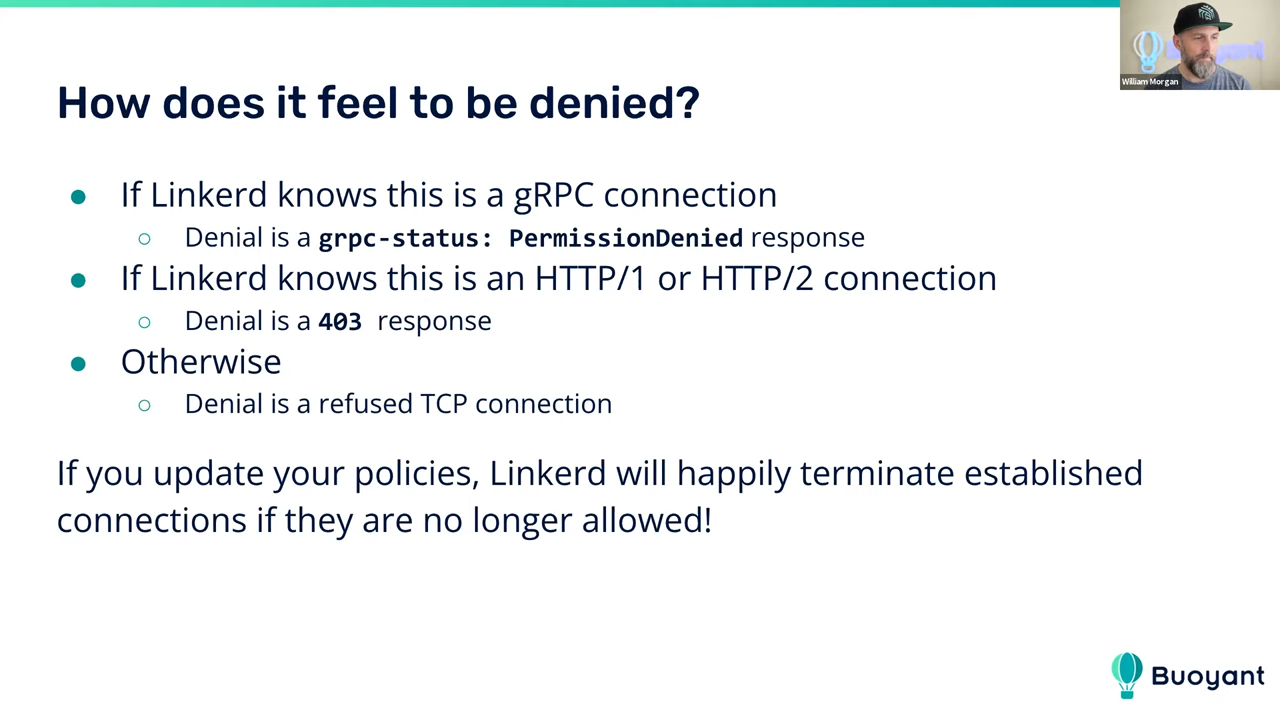 How does it feel to be denied?
● If Linkerd knows this is a gRPC connection
○ Denial is a grpc-status: PermissionDenied response
● If Linkerd knows this is an HTTP/1 or HTTP/2 connection
○ Denial is a 403 response
● Otherwise
○ Denial is a refused TCP connection
If you update your policies, Linkerd will happily terminate established
connections if they are no longer allowed!
William Morgan
Buoyant